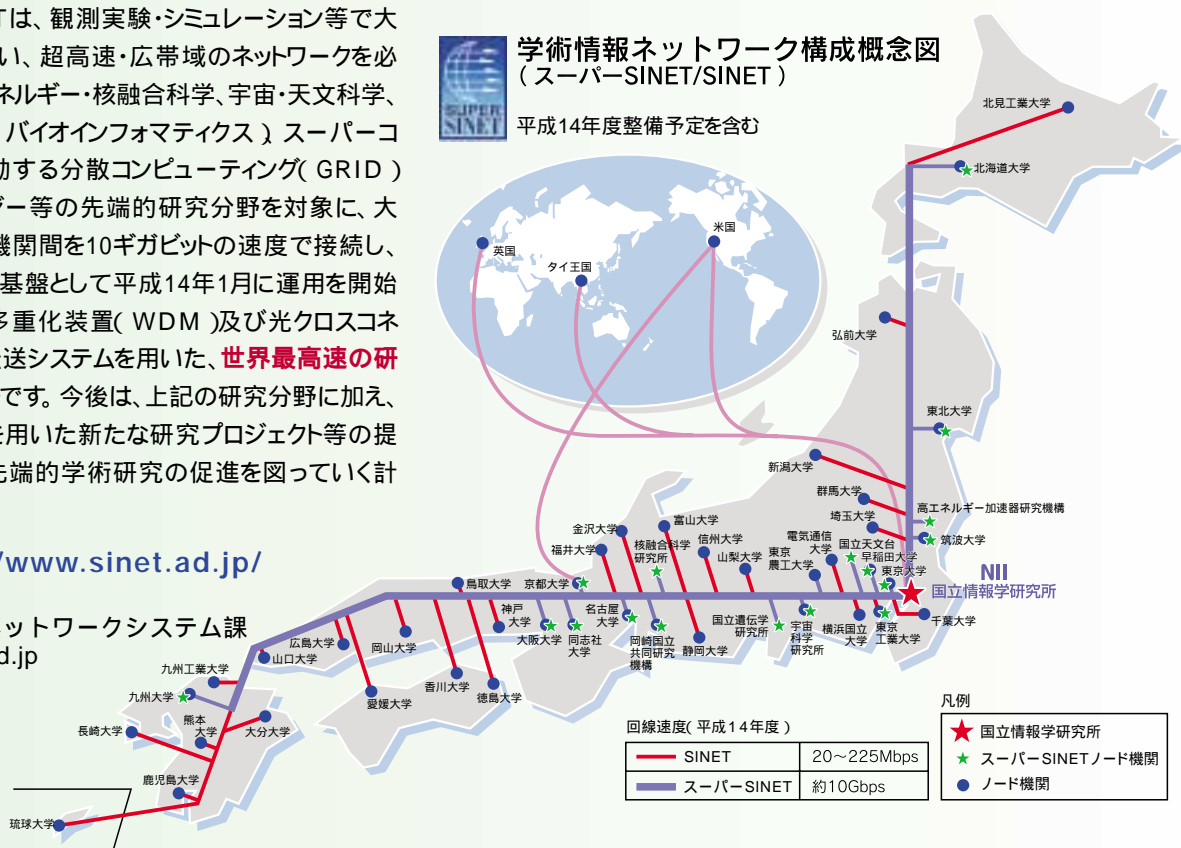 Tは、観測実験・シミュレーション等で大
い、超高速・広帯域のネットワークを必
ネルギー・核融合科学、宇宙・天文科学、
バイオインフォマティクス）、スーパーコ
動する分散コンピューティング(GRID)
ジー等の先端的研究分野を対象に、大
機関間を10ギガビットの速度で接続し、
基盤として平成14年1月に運用を開始
多重化装置(WDM)及び光クロスコネ
送システムを用いた、世界最高速の研
です。今後は、上記の研究分野に加え、
を用いた新たな研究プロジェクト等の提
先端的学術研究の促進を図っていく計
/www.sinet.ad.jp/
ネットワークシステム課
d.jp
SUPER
SINET
学術情報ネットワーク構成概念図
(スーパーSINET/SINET)
平成14年度整備予定を含む
英国
タイ王国
米国
北見工業大学
北海道大学
弘前大学
東北大学
新潟大学
群馬大学
埼玉大学
高エネルギー加速器研究機構
筑波大学
金沢大学
福井大学
富山大学
核融合科学
研究所
信州大学
山梨大学
東京
農工大学
電気通信
大学
国立天文台
早稲田大学
東京大学
NII
国立情報学研究所
千葉大学
鳥取大学
京都大学
神戸
大学
大阪大学
同志社
大学
名古屋
大学
岡崎国立
共同研究
機構
静岡大学
国立遺伝学
研究所
宇宙
科学
研究所
横浜国立
大学
東京
工業大学
広島大学
山口大学
岡山大学
愛媛大学
香川大学
徳島大学
九州工業大学
九州大学
熊本
大学
大分大学
長崎大学
鹿児島大学
琉球大学
回線速度(平成14年度)
SINET 20～225Mbps
スーパーSINET 約10Gbps
凡例
国立情報学研究所
スーパーSINETノード機関
ノード機関